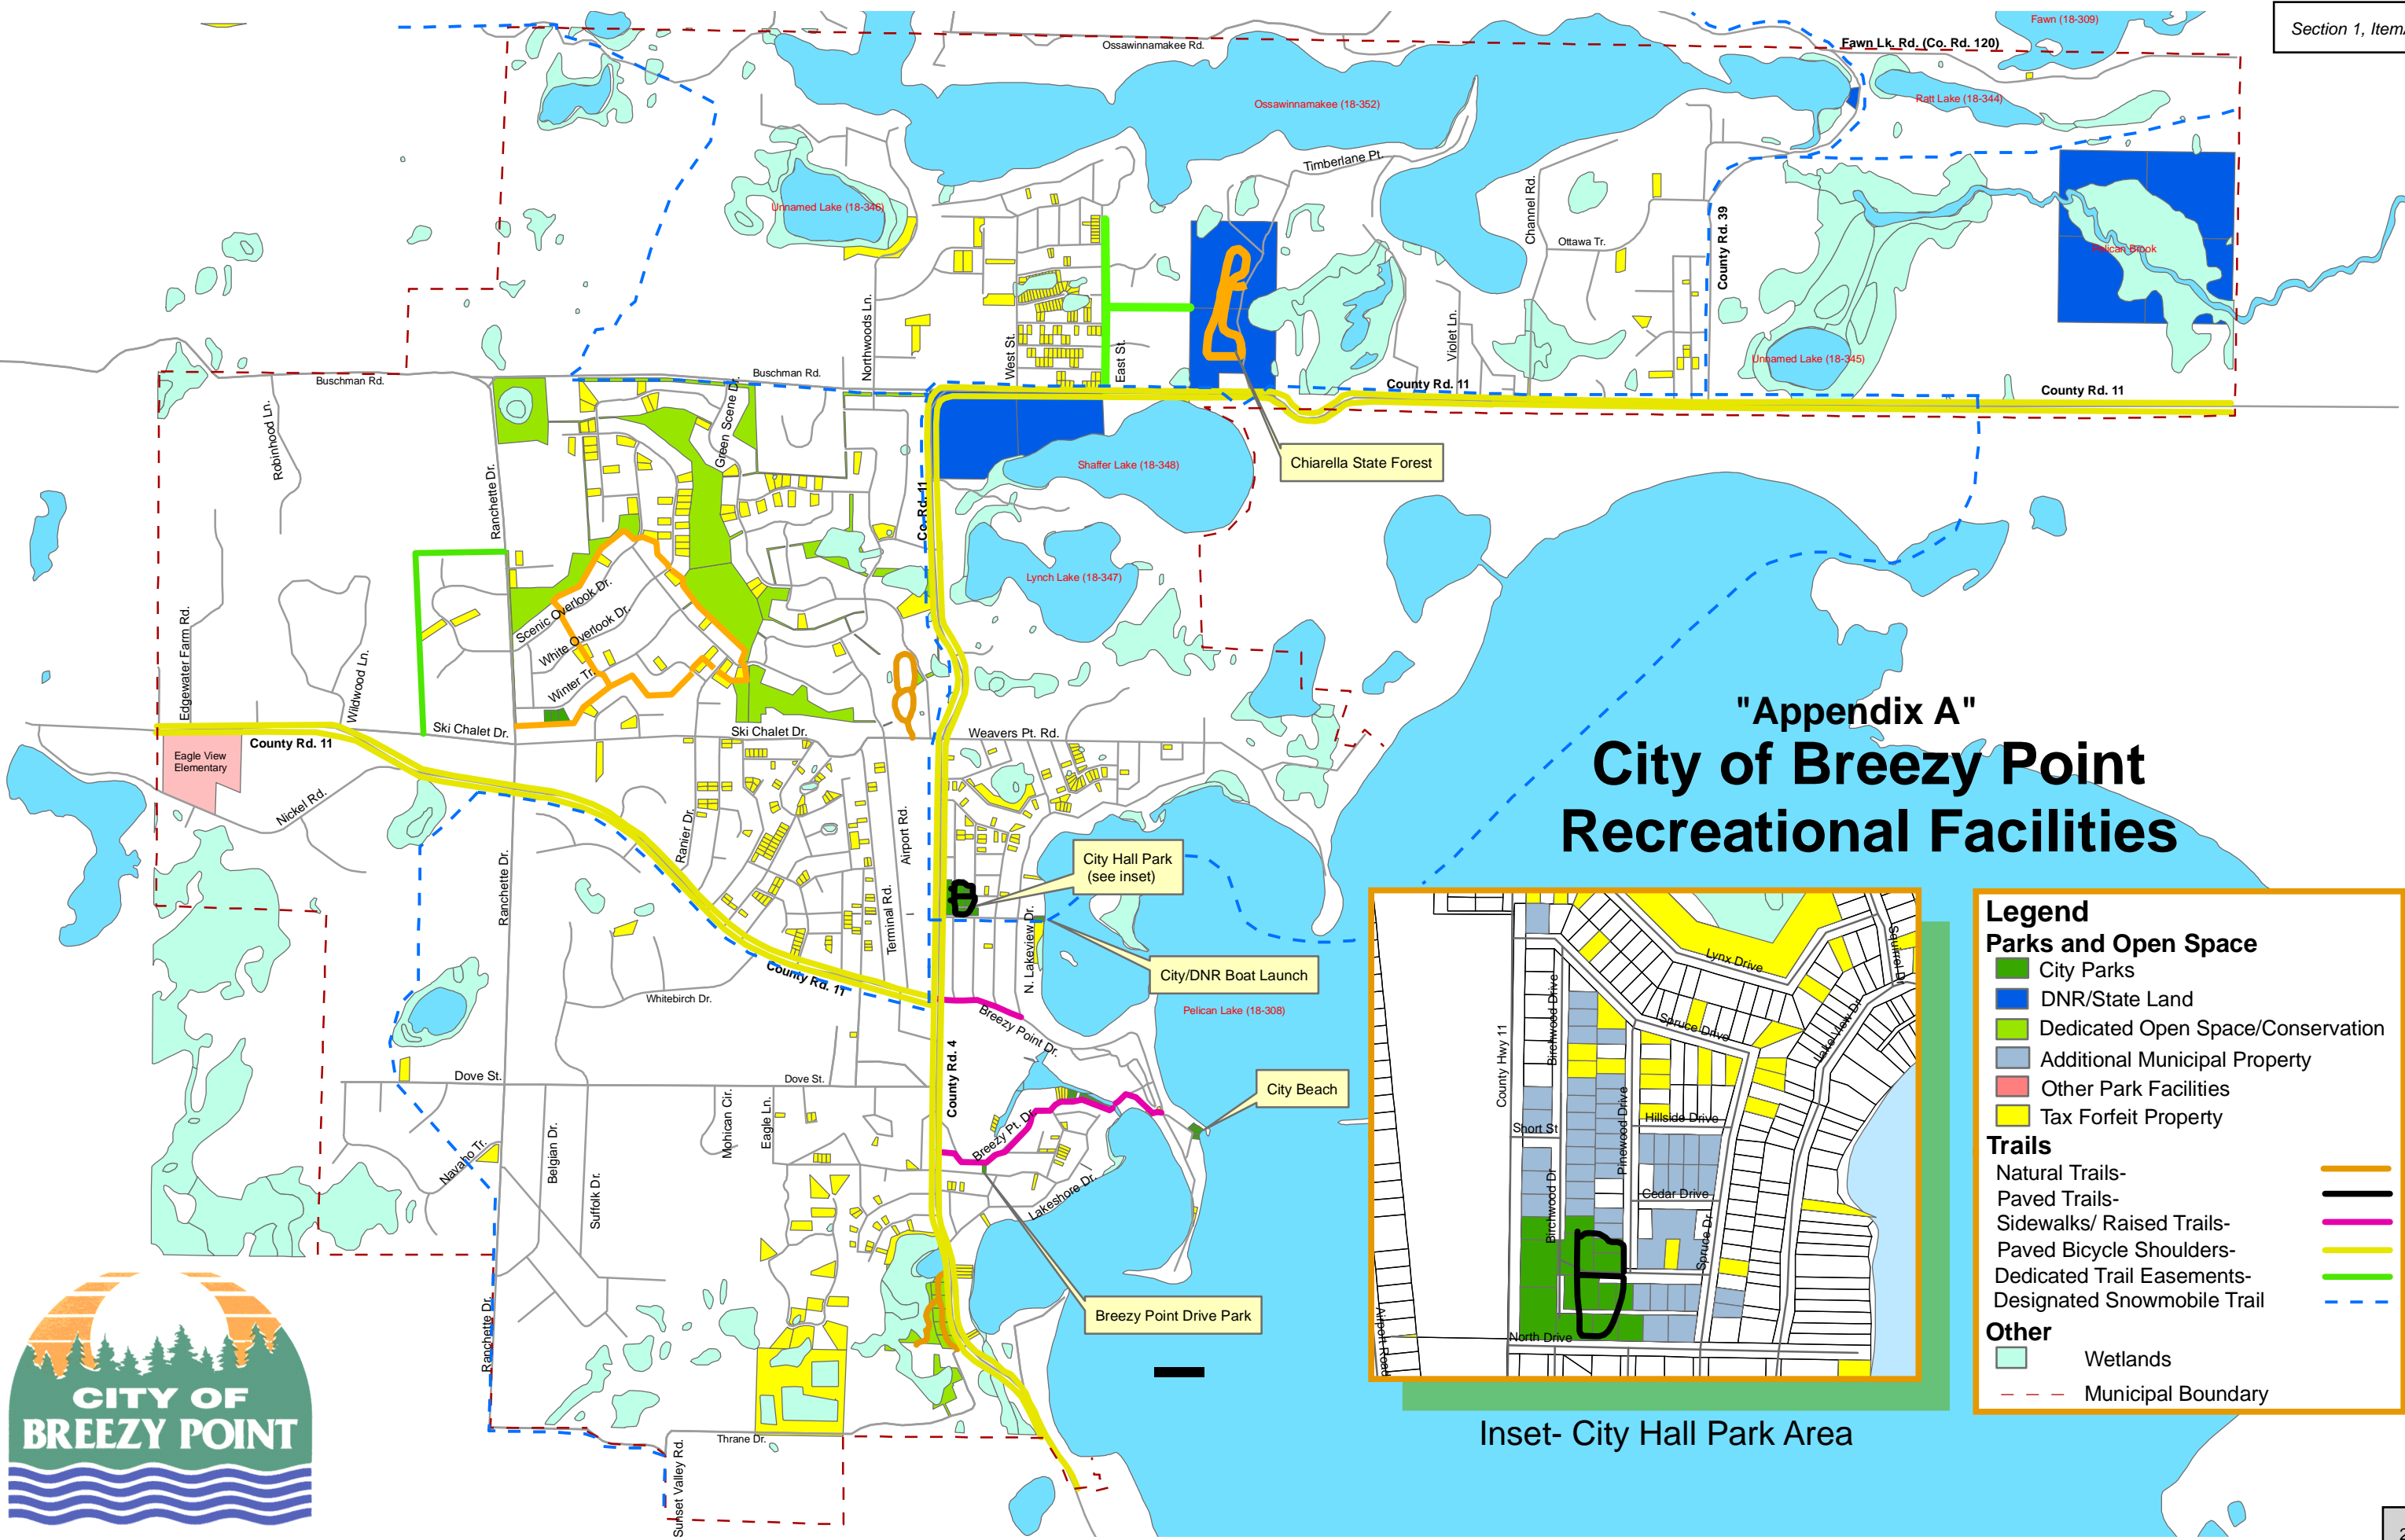 Section 1, Item
Fawn (18-309)
Ossawinnamakee Rd.
Fawn Lk. Rd. (Co. Rd. 120)
Ossawinnamakee (18-352)
Ratt Lake (18-344)
Timberlane Pt.
Unnamed Lake (18-346)
Channel Rd.
Ottawa Tr.
County Rd. 39
Pelican Brook
Northwoods Ln.
West St.
East St.
Violet Ln.
Unnamed Lake (18-345)
Buschman Rd.
Buschman Rd.
County Rd. 11
County Rd. 11
Robinhood Ln.
Ranchette Dr.
Green Scene Dr.
Co. Rd. 11
Shaffer Lake (18-348)
Chiarella State Forest
Lynch Lake (18-347)
Scenic Overlook Dr.
White Overlook Dr.
Winter Tr.
Edgewater Farm Rd.
Wildwood Ln.
Ski Chalet Dr.
Ski Chalet Dr.
Weavers Pt. Rd.
County Rd. 11
Eagle View
Elementary
Nickel Rd.
Ranchette Dr.
Ranier Dr.
Airport Rd.
Terminal Rd.
City Hall Park
(see inset)
N. Lakeview Dr.
City/DNR Boat Launch
County Rd. 11
Whitebirch Dr.
Pelican Lake (18-308)
Breezy Point Dr.
County Rd. 4
Dove St.
Dove St.
City Beach
Mohican Cir.
Eagle Ln.
Breezy Pt. Dr.
Navaho Tr.
Belgian Dr.
Suffolk Dr.
Lakeshore Dr.
Breezy Point Drive Park
Ranchette Dr.
Thrane Dr.
Sunset Valley Rd.
CITY OF
BREEZY POINT
"Appendix A"
City of Breezy Point
Recreational Facilities
Lynx Drive
Squirrel Dr
Birchwood Drive
Spruce Drive
Lake View Dr
County Hwy 11
Pinewood Drive
Hillside Drive
Short St
Cedar Drive
Birchwood Dr
Spruce Dr
North Drive
Airport Road
Inset- City Hall Park Area
Legend
Parks and Open Space
City Parks
DNR/State Land
Dedicated Open Space/Conservation
Additional Municipal Property
Other Park Facilities
Tax Forfeit Property
Trails
Natural Trails-
Paved Trails-
Sidewalks/ Raised Trails-
Paved Bicycle Shoulders-
Dedicated Trail Easements-
Designated Snowmobile Trail
Other
Wetlands
Municipal Boundary